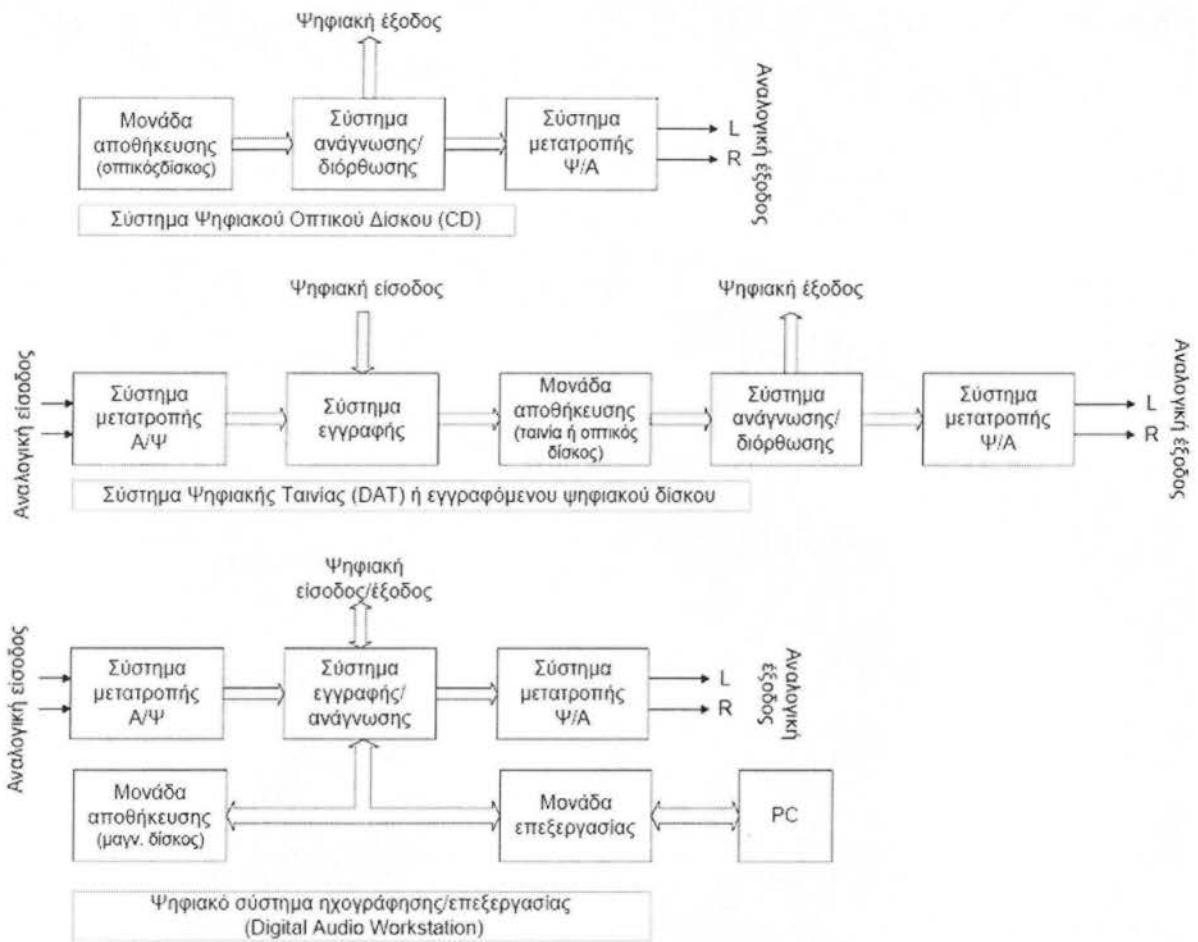 Ψηφιακή έξοδος
Μονάδα
αποθήκευσης
(οπτικόςδίσκος)
Σύστημα
ανάγνωσης/
διόρθωσης
Σύστημα
μετατροπής
Ψ/Α
L
R
Αναλογική έξοδος
Σύστημα Ψηφιακού Οπτικού Δίσκου (CD)
Ψηφιακή είσοδος
Ψηφιακή έξοδος
Αναλογική είσοδος
Σύστημα
μετατροπής
Α/Ψ
Σύστημα
εγγραφής
Μονάδα
αποθήκευσης
(ταινία ή οπτικός
δίσκος)
Σύστημα
ανάγνωσης/
διόρθωσης
Σύστημα
μετατροπής
Ψ/Α
L
R
Αναλογική έξοδος
Σύστημα Ψηφιακής Ταινίας (DAT) ή εγγραφόμενου ψηφιακού δίσκου
Ψηφιακή
είσοδος/έξοδος
Αναλογική είσοδος
Σύστημα
μετατροπής
Α/Ψ
Σύστημα
εγγραφής/
ανάγνωσης
Σύστημα
μετατροπής
Ψ/Α
L
R
Αναλογική
έξοδος
Μονάδα
αποθήκευσης
(μαγν. δίσκος)
Μονάδα
επεξεργασίας
PC
Ψηφιακό σύστημα ηχογράφησης/επεξεργασίας
(Digital Audio Workstation)